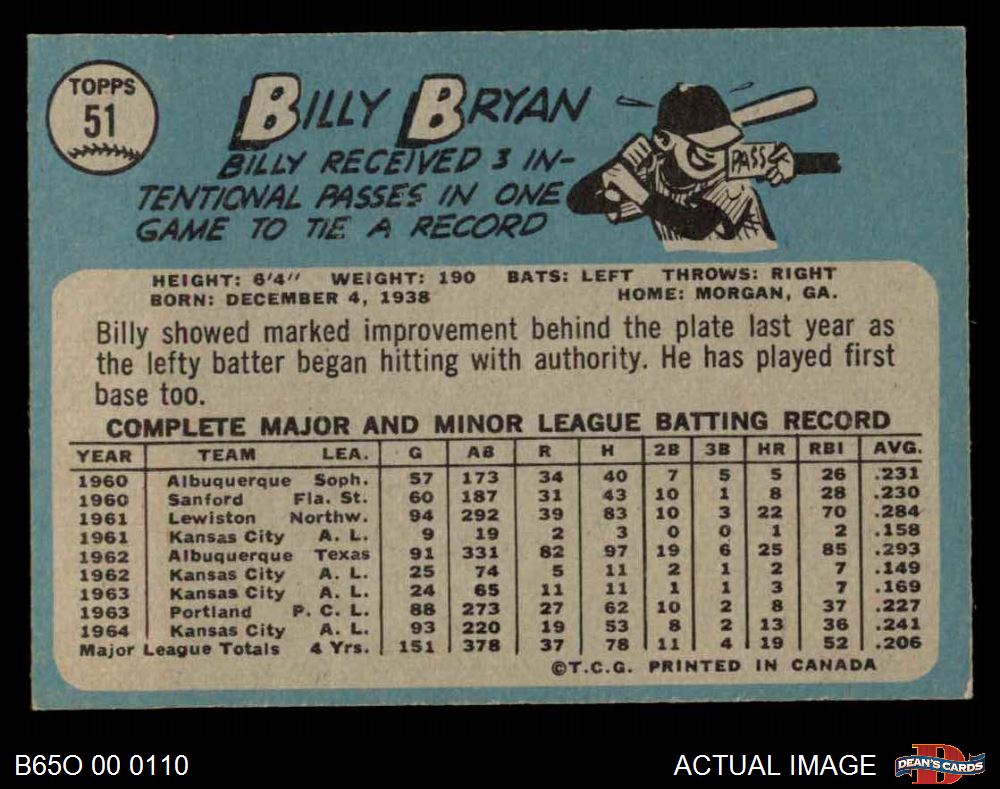 TOPPS
51
BILLY BRYAN
BILLY RECEIVED 3 IN-
TENTIONAL PASSES IN ONE
GAME TO TIE A RECORD
PASS
HEIGHT: 6'4" WEIGHT: 190 BATS: LEFT THROWS: RIGHT
BORN: DECEMBER 4, 1938 HOME: MORGAN, GA.
Billy showed marked improvement behind the plate last year as
the lefty batter began hitting with authority. He has played first
base too.
COMPLETE MAJOR AND MINOR LEAGUE BATTING RECORD
YEAR TEAM LEA. G AB R H 2B 3B HR RBI AVG.
1960 Albuquerque Soph. 57 173 34 40 7 5 5 26 .231
1960 Sanford Fla. St. 60 187 31 43 10 1 8 28 .230
1961 Lewiston Northw. 94 292 39 83 10 3 22 70 .284
1961 Kansas City A. L. 9 19 2 3 0 0 1 2 .158
1962 Albuquerque Texas 91 331 82 97 19 6 25 85 .293
1962 Kansas City A. L. 25 74 5 11 2 1 2 7 .149
1963 Kansas City A. L. 24 65 11 11 1 1 3 7 .169
1963 Portland P. C. L. 88 273 27 62 10 2 8 37 .227
1964 Kansas City A. L. 93 220 19 53 8 2 13 36 .241
Major League Totals 4 Yrs. 151 378 37 78 11 4 19 52 .206
©T.C.G. PRINTED IN CANADA
B65O 00 0110
ACTUAL IMAGE
D
DEAN'S CARDS